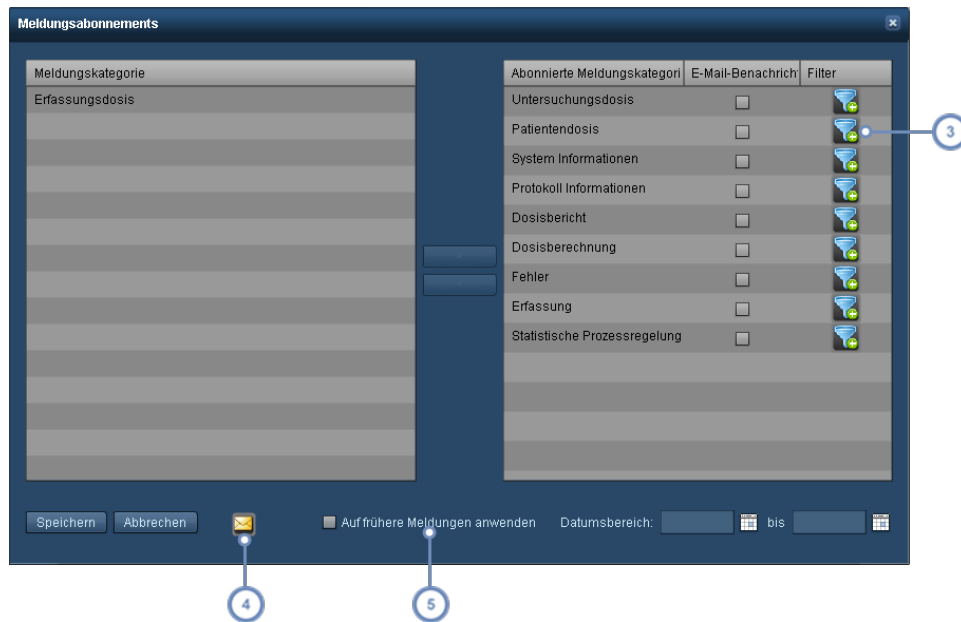 Meldungsabonnements
Meldungskategorie
Erfassungsdosis
Abonnierte Meldungskategori E-Mail-Benachrich Filter
Untersuchungsdosis
Patientendosis
3
System Informationen
Protokoll Informationen
Dosisbericht
Dosisberechnung
Fehler
Erfassung
Statistische Prozessregelung
Speichern Abbrechen Auf frühere Meldungen anwenden Datumsbereich: bis
4 5